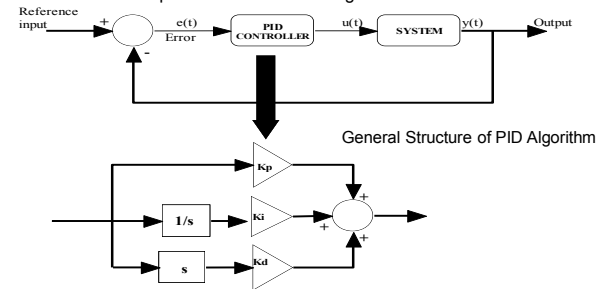 Reference
input
+
e(t)
Error
-
PID
CONTROLLER
u(t)
SYSTEM
y(t)
Output
General Structure of PID Algorithm
Kp
+
1/s
Ki
+
s
Kd
+